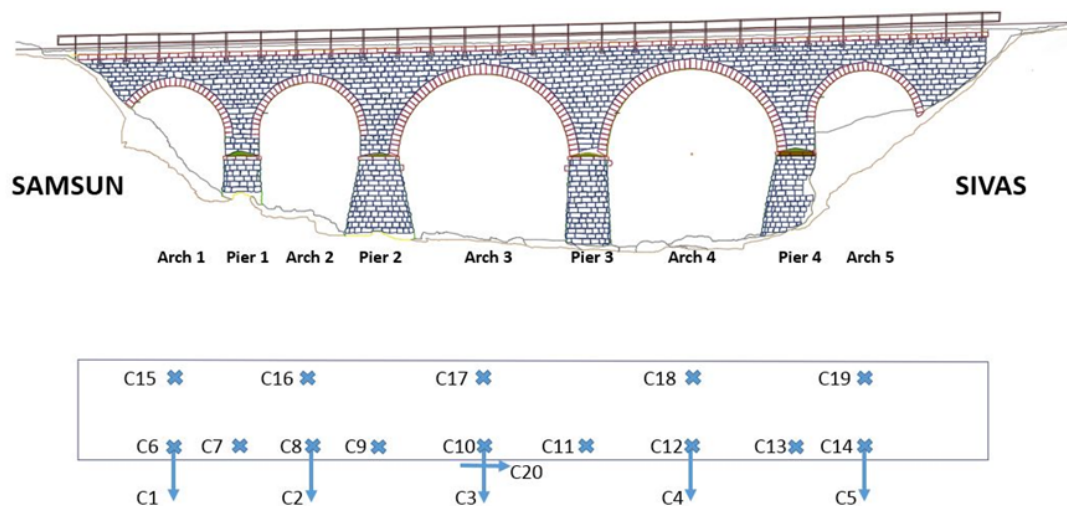 SAMSUN
SIVAS
Arch 1 Pier 1 Arch 2 Pier 2 Arch 3 Pier 3 Arch 4 Pier 4 Arch 5
C15 C16 C17 C18 C19
C6 C7 C8 C9 C10 C11 C12 C13 C14
C20
C1 C2 C3 C4 C5